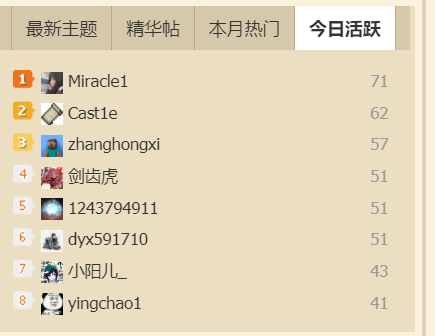 最新主题 精华帖 本月热门 今日活跃
1 Miracle1 71
2 Cast1e 62
3 zhanghongxi 57
4 剑齿虎 51
5 1243794911 51
6 dyx591710 51
7 小阳儿_ 43
8 yingchao1 41